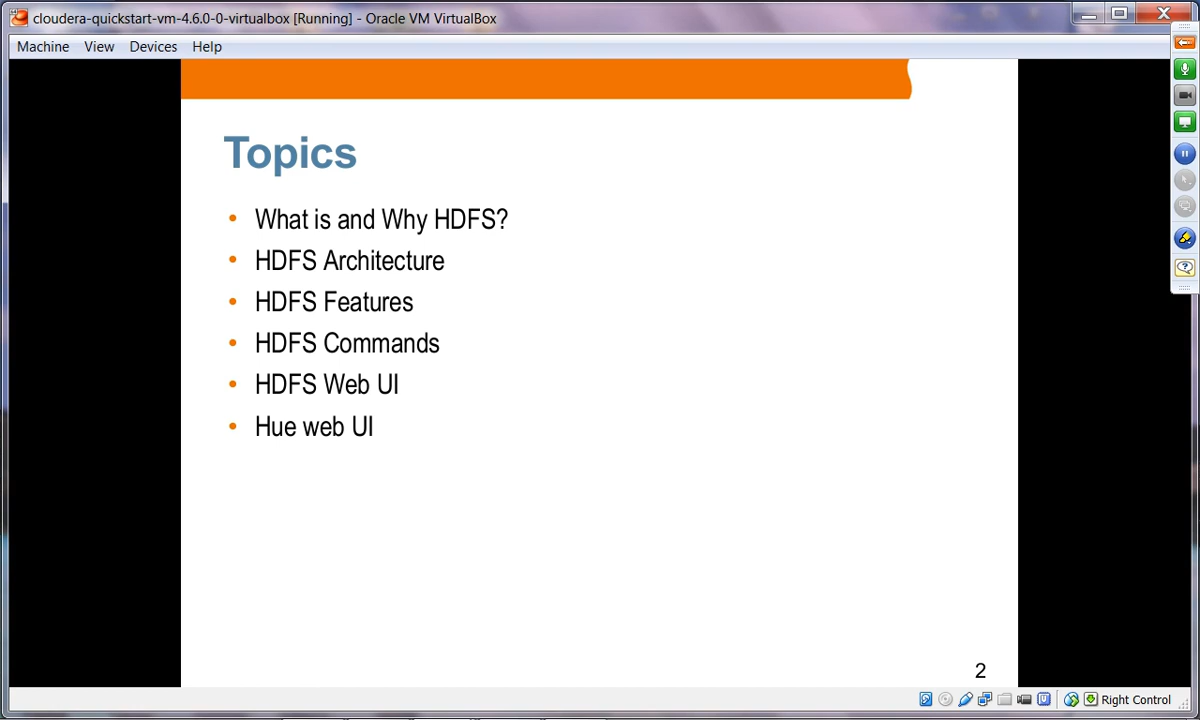 cloudera-quickstart-vm-4.6.0-0-virtualbox [Running] - Oracle VM VirtualBox
Machine View Devices Help
Topics
• What is and Why HDFS?
• HDFS Architecture
• HDFS Features
• HDFS Commands
• HDFS Web UI
• Hue web UI
2
Right Control